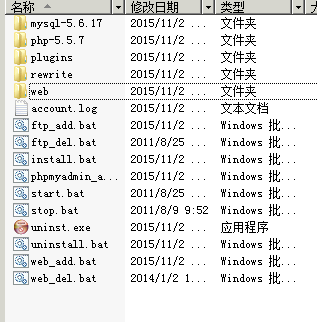 名称 修改日期 类型
mysql-5.6.17 2015/11/2 ... 文件夹
php-5.5.7 2015/11/2 ... 文件夹
plugins 2015/11/2 ... 文件夹
rewrite 2015/11/2 ... 文件夹
web 2015/11/2 ... 文件夹
account.log 2015/11/2 ... 文本文档
ftp_add.bat 2015/11/2 ... Windows 批...
ftp_del.bat 2011/8/25 ... Windows 批...
install.bat 2015/11/2 ... Windows 批...
phpmyadmin_a... 2015/11/2 ... Windows 批...
start.bat 2011/8/25 ... Windows 批...
stop.bat 2011/8/9 9:52 Windows 批...
uninst.exe 2015/11/2 ... 应用程序
uninstall.bat 2015/11/2 ... Windows 批...
web_add.bat 2015/11/2 ... Windows 批...
web_del.bat 2014/1/2 1... Windows 批...